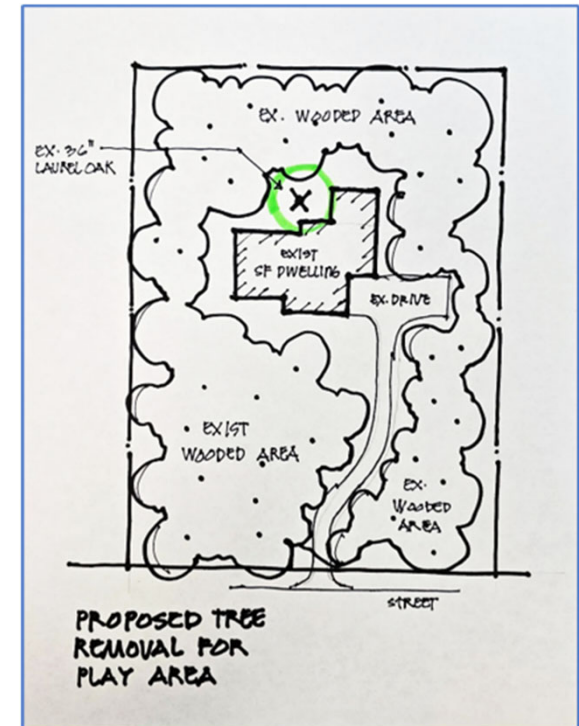 EX. WOODED AREA
EX. 36"
LAUREL OAK
X
EXIST
SF DWELLING
EX. DRIVE
EXIST
WOODED AREA
EX.
WOODED
AREA
STREET
PROPOSED TREE
REMOVAL FOR
PLAY AREA